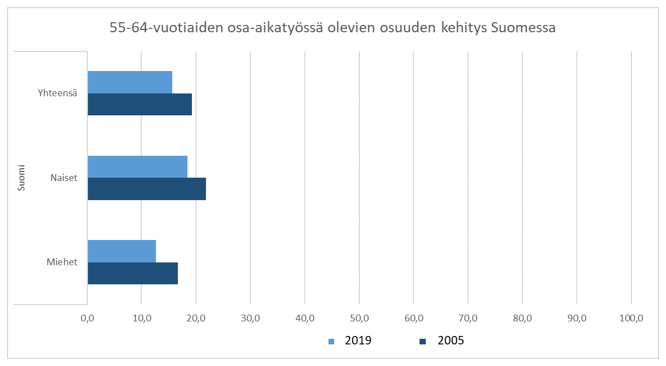 55-64-vuotiaiden osa-aikatyössä olevien osuuden kehitys Suomessa
Yhteensä
Naiset
Miehet
Suomi
0,0 10,0 20,0 30,0 40,0 50,0 60,0 70,0 80,0 90,0 100,0
2019 2005